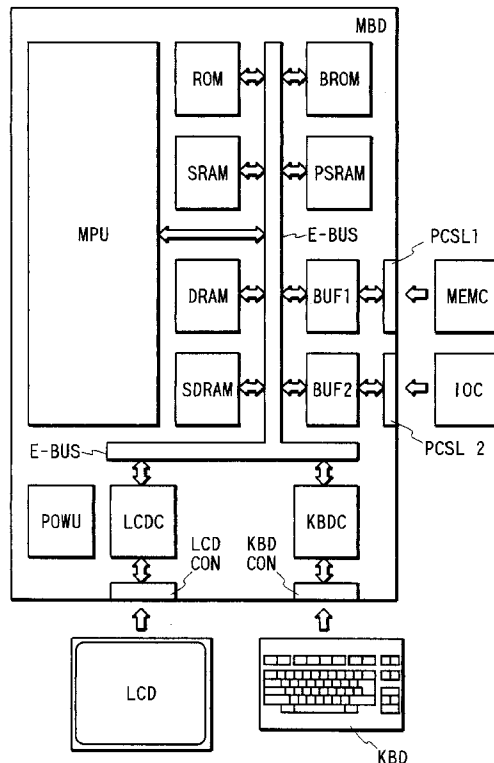 MBD
ROM
BROM
SRAM
PSRAM
MPU
E-BUS
PCSL1
DRAM
BUF1
MEMC
SDRAM
BUF2
IOC
E-BUS
PCSL 2
POWU
LCDC
KBDC
LCD
CON
KBD
CON
LCD
KBD